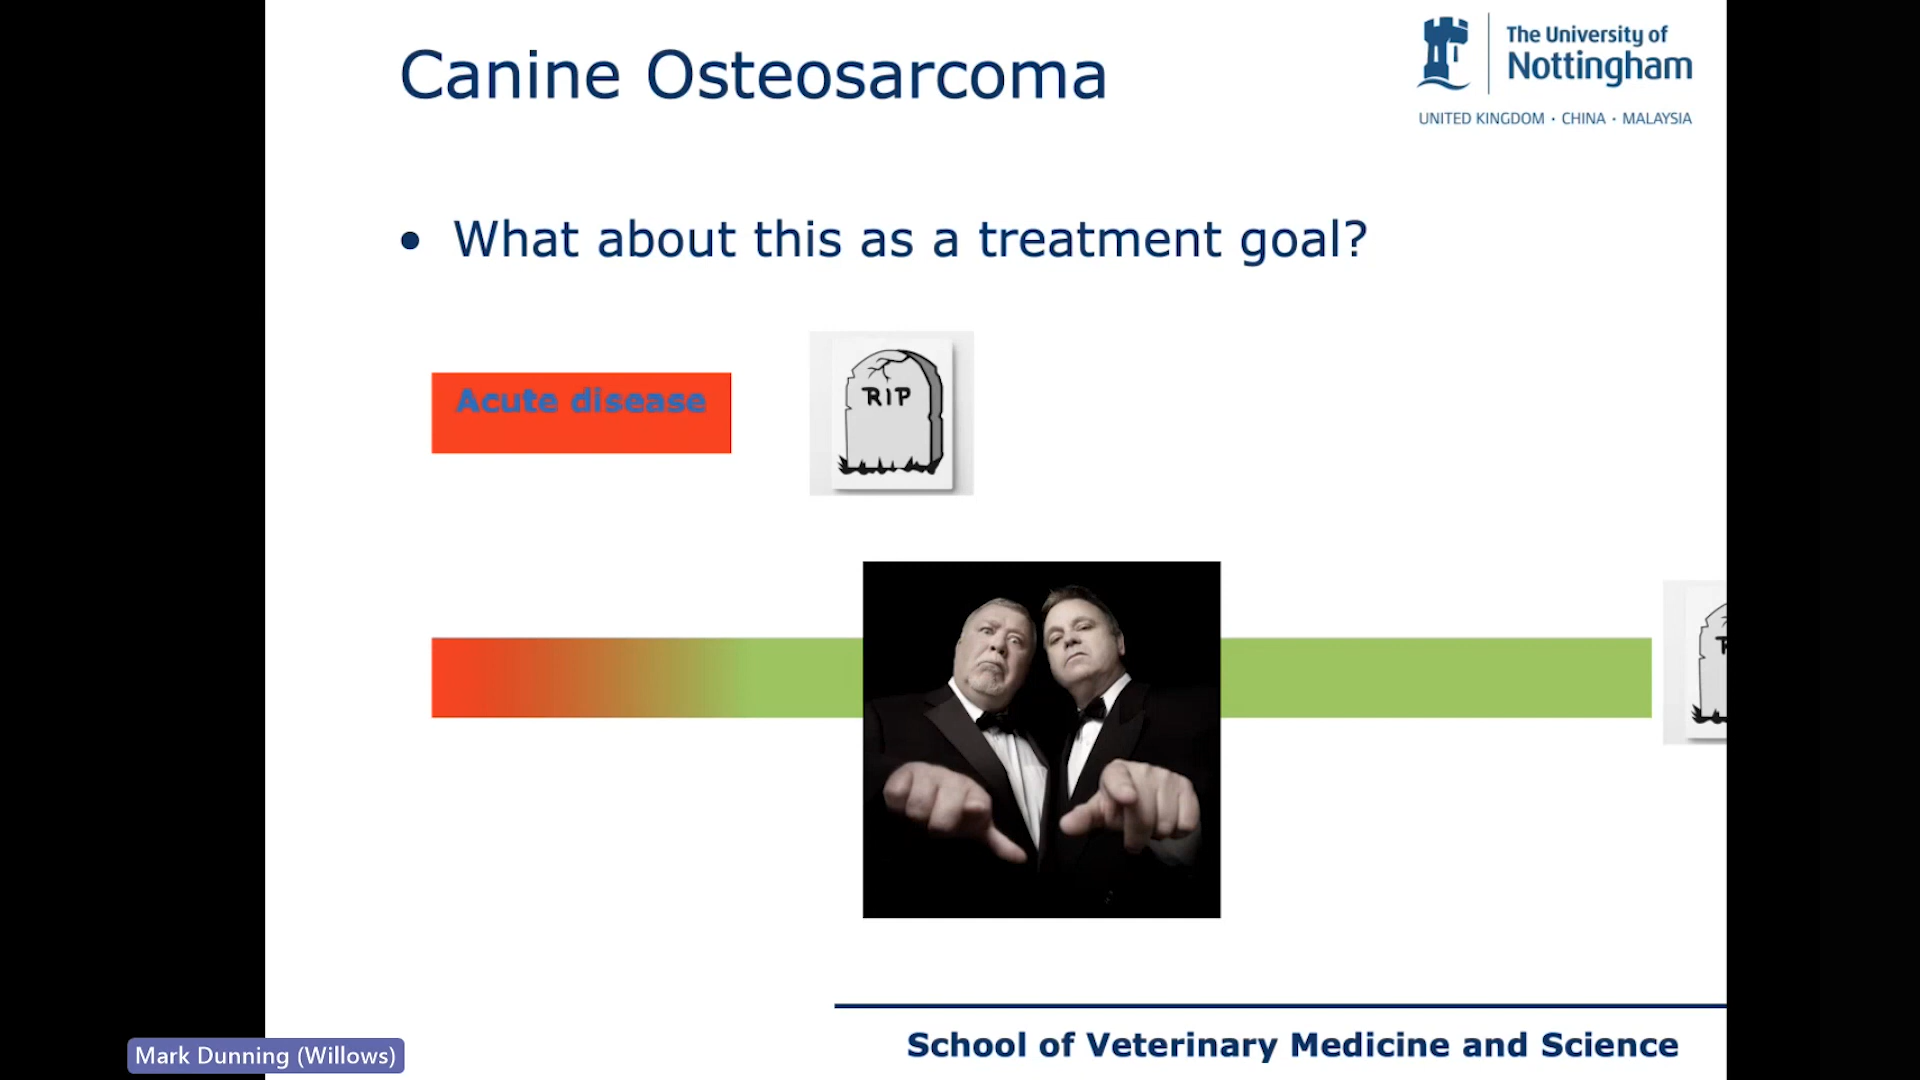 Canine Osteosarcoma
The University of
Nottingham
UNITED KINGDOM · CHINA · MALAYSIA
• What about this as a treatment goal?
Acute disease
RIP
School of Veterinary Medicine and Science
Mark Dunning (Willows)